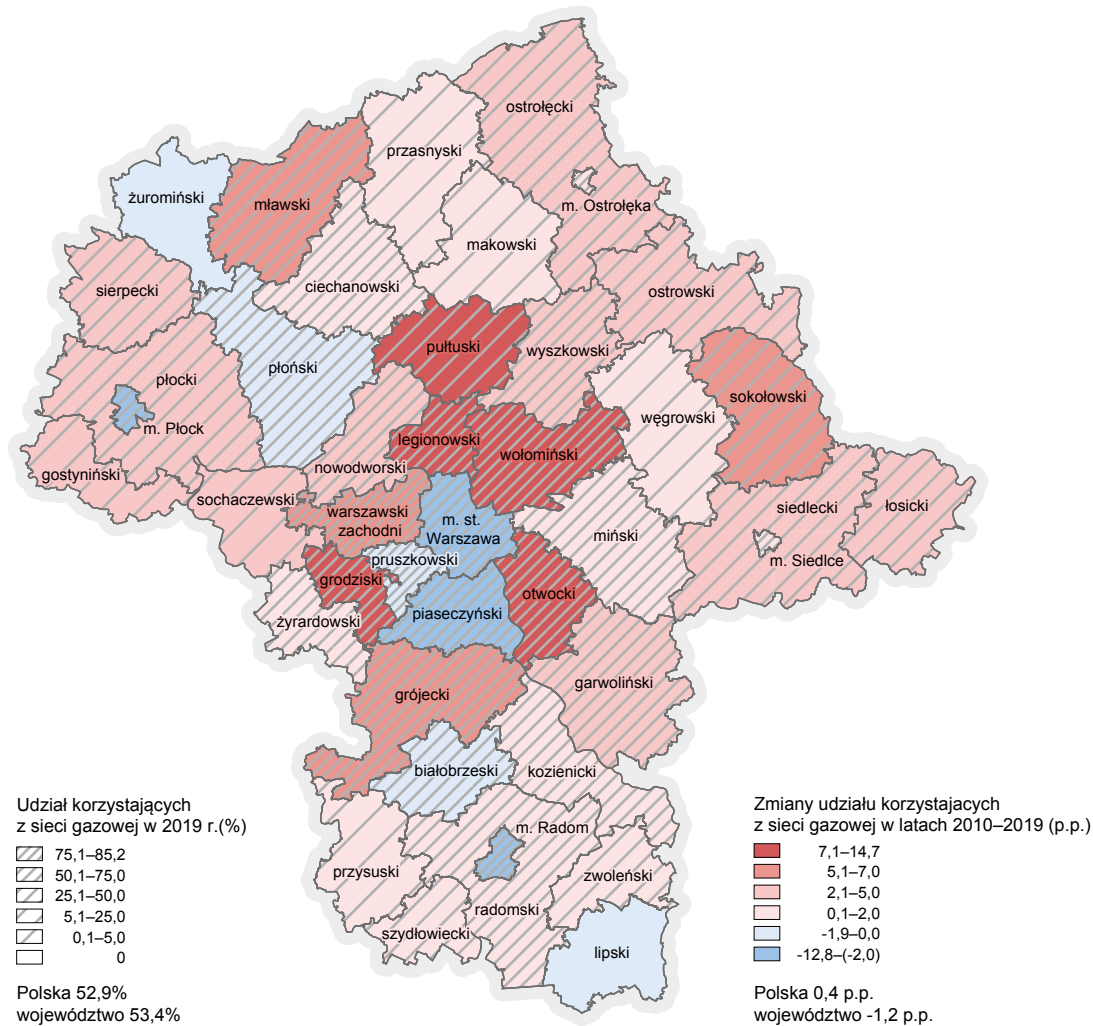 ostrołęcki
przasnyski
żuromiński
mławski
m. Ostrołęka
makowski
ciechanowski
sierpecki
ostrowski
pułtuski
wyszkowski
płocki
płoński
sokołowski
m. Płock
węgrowski
legionowski
wołomiński
gostyniński
nowodworski
sochaczewski
siedlecki
łosicki
warszawski
zachodni
m. st.
Warszawa
miński
pruszkowski
m. Siedlce
grodziski
otwocki
piaseczyński
żyrardowski
garwoliński
grójecki
białobrzeski
kozienicki
m. Radom
przysuski
zwoleński
radomski
szydłowiecki
lipski
Udział korzystających
z sieci gazowej w 2019 r.(%)
75,1–85,2
50,1–75,0
25,1–50,0
5,1–25,0
0,1–5,0
0
Polska 52,9%
województwo 53,4%
Zmiany udziału korzystajacych
z sieci gazowej w latach 2010–2019 (p.p.)
7,1–14,7
5,1–7,0
2,1–5,0
0,1–2,0
-1,9–0,0
-12,8–(-2,0)
Polska 0,4 p.p.
województwo -1,2 p.p.